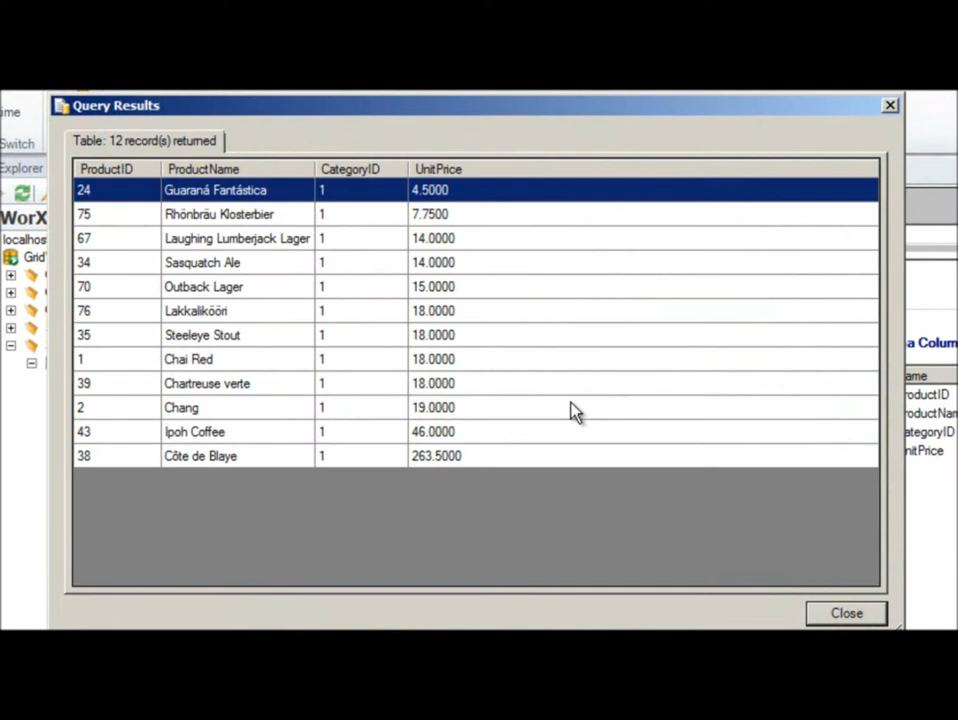 Query Results
ime
Switch
Explorer
WorX
localhos
Grid
Table: 12 record(s) returned
ProductID ProductName CategoryID UnitPrice
24 Guaraná Fantástica 1 4.5000
75 Rhönbräu Klosterbier 1 7.7500
67 Laughing Lumberjack Lager 1 14.0000
34 Sasquatch Ale 1 14.0000
70 Outback Lager 1 15.0000
76 Lakkalikööri 1 18.0000
35 Steeleye Stout 1 18.0000
1 Chai Red 1 18.0000
39 Chartreuse verte 1 18.0000
2 Chang 1 19.0000
43 Ipoh Coffee 1 46.0000
38 Côte de Blaye 1 263.5000
a Colum
ame
roductID
roductNam
ategoryID
nitPrice
Close